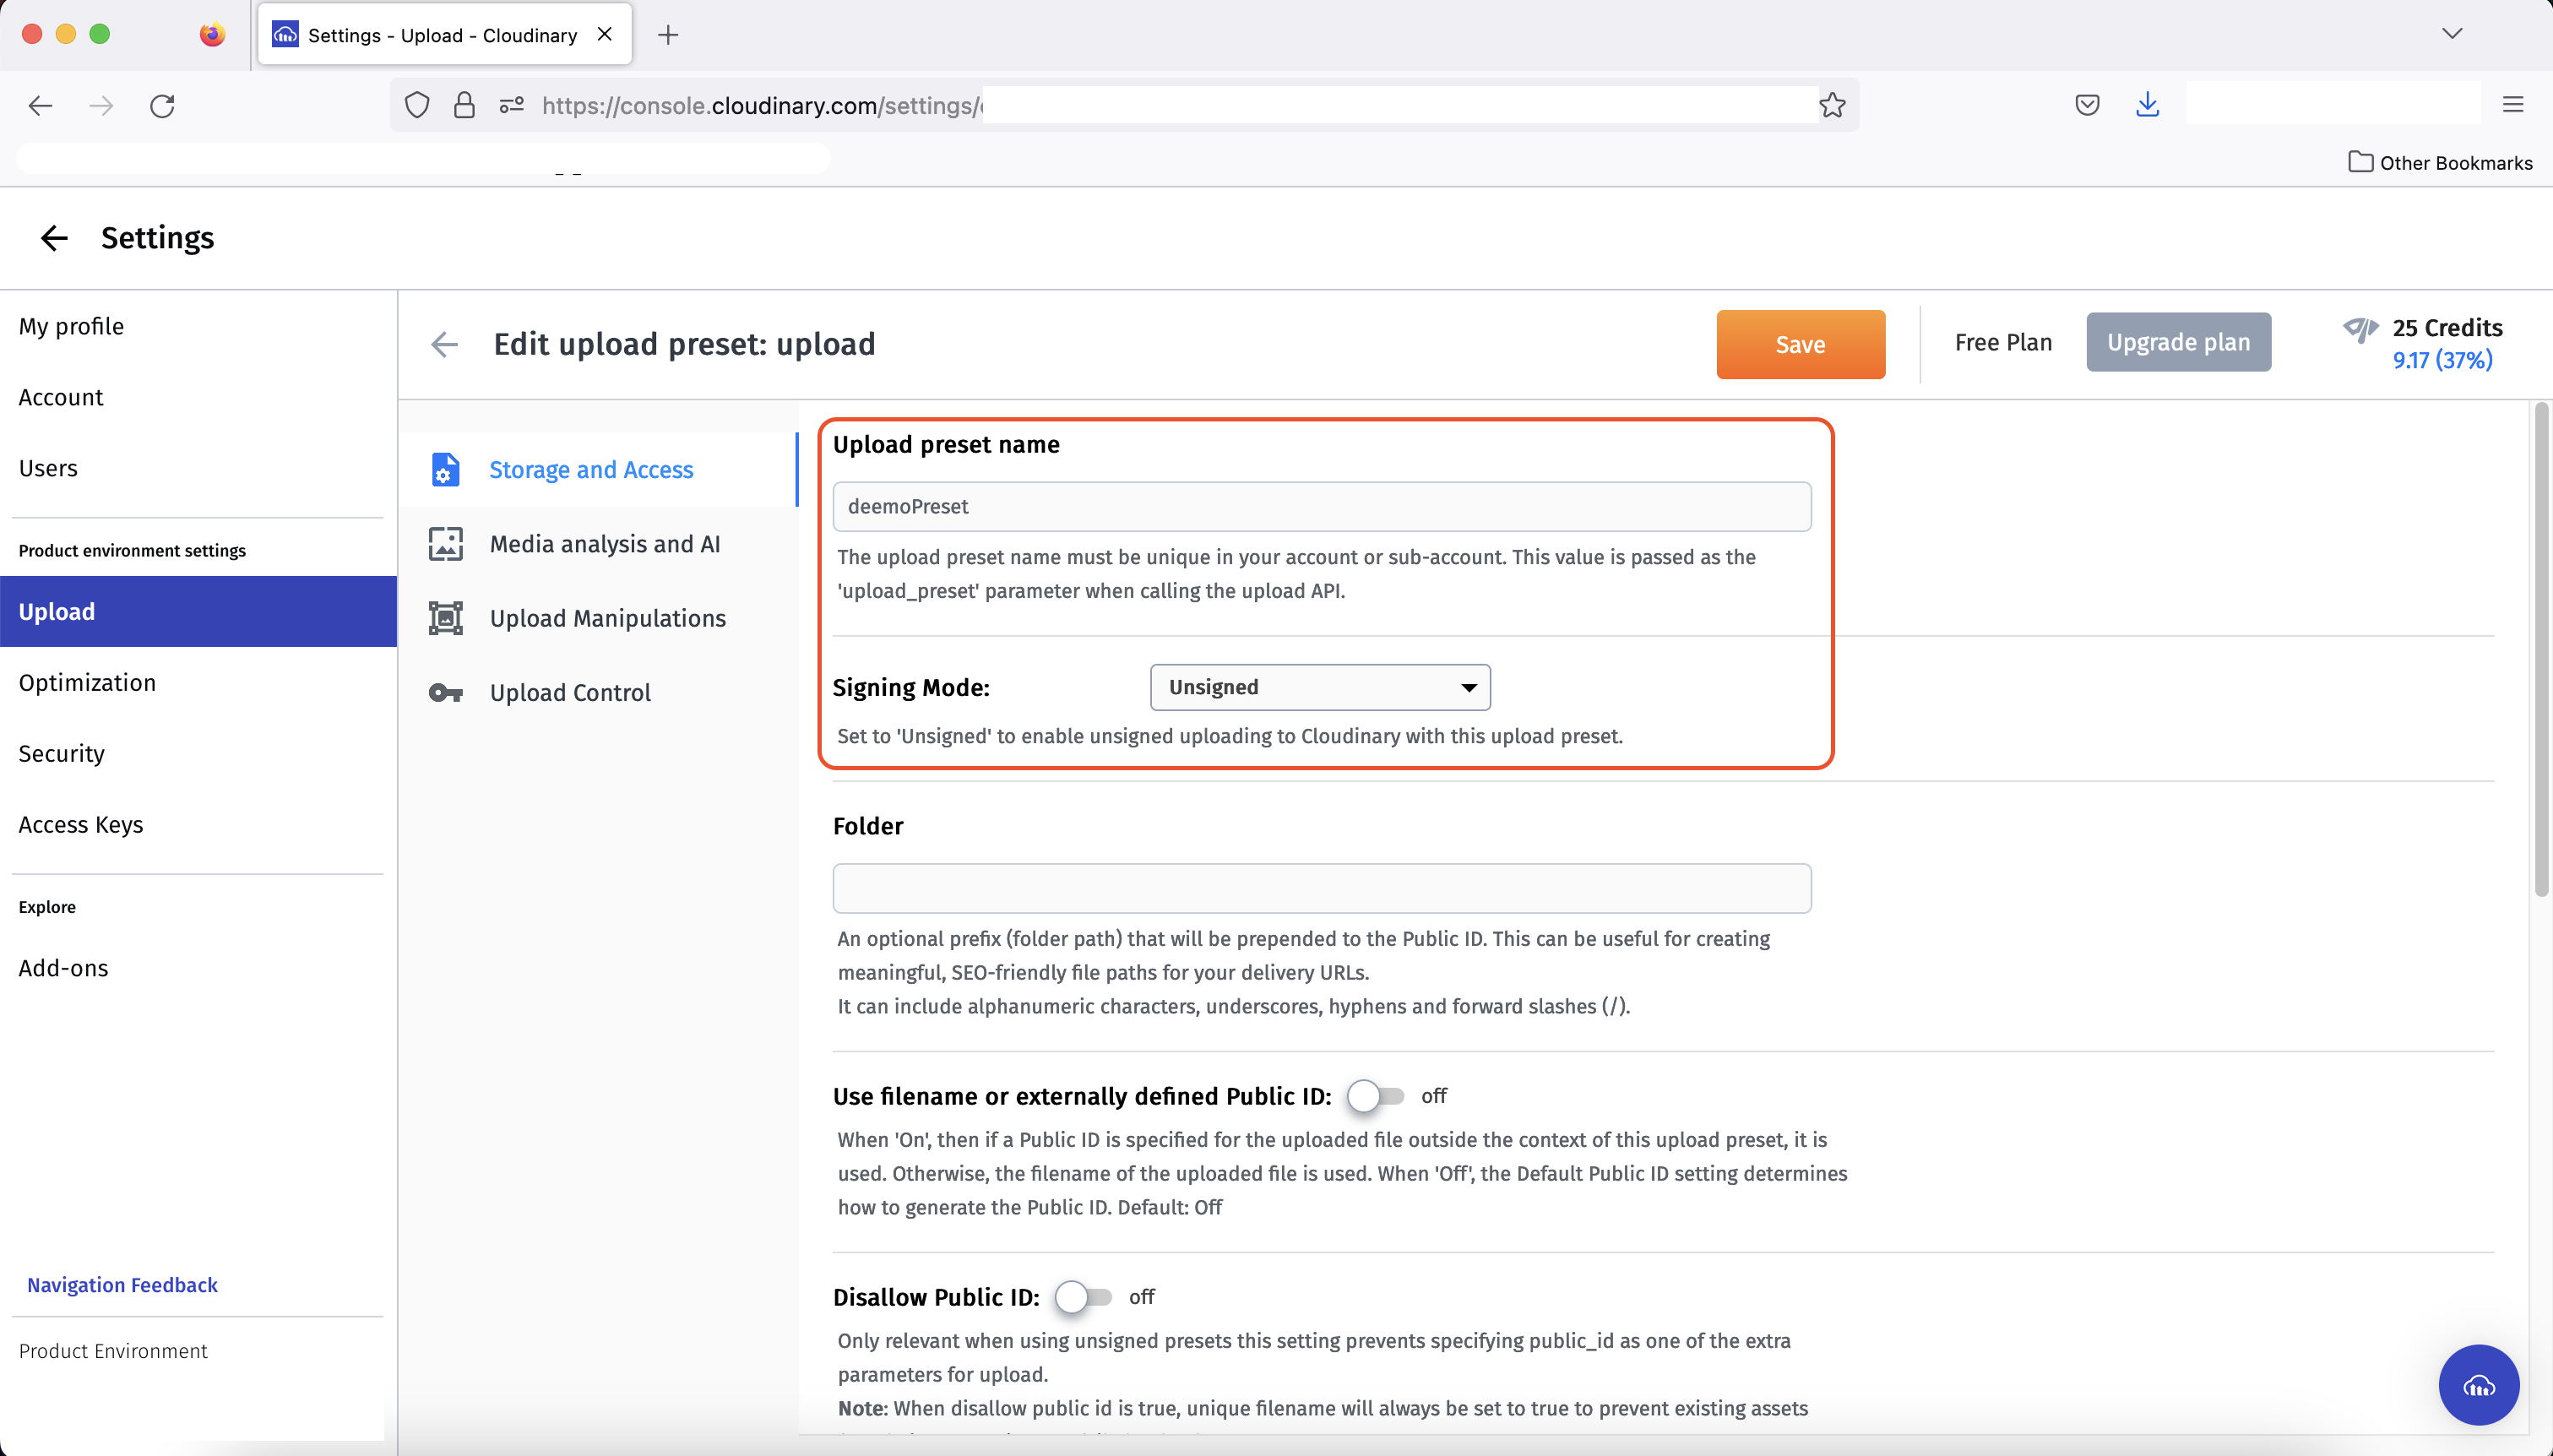 Settings - Upload - Cloudinary
https://console.cloudinary.com/settings/
Other Bookmarks
Settings
My profile
Account
Users
Product environment settings
Upload
Optimization
Security
Access Keys
Explore
Add-ons
Navigation Feedback
Product Environment
Edit upload preset: upload
Save
Free Plan
Upgrade plan
25 Credits
9.17 (37%)
Storage and Access
Media analysis and AI
Upload Manipulations
Upload Control
Upload preset name
deemoPreset
The upload preset name must be unique in your account or sub-account. This value is passed as the
'upload_preset' parameter when calling the upload API.
Signing Mode:
Unsigned
Set to 'Unsigned' to enable unsigned uploading to Cloudinary with this upload preset.
Folder
An optional prefix (folder path) that will be prepended to the Public ID. This can be useful for creating
meaningful, SEO-friendly file paths for your delivery URLs.
It can include alphanumeric characters, underscores, hyphens and forward slashes (/).
Use filename or externally defined Public ID:
off
When 'On', then if a Public ID is specified for the uploaded file outside the context of this upload preset, it is
used. Otherwise, the filename of the uploaded file is used. When 'Off', the Default Public ID setting determines
how to generate the Public ID. Default: Off
Disallow Public ID:
off
Only relevant when using unsigned presets this setting prevents specifying public_id as one of the extra
parameters for upload.
Note: When disallow public id is true, unique filename will always be set to true to prevent existing assets